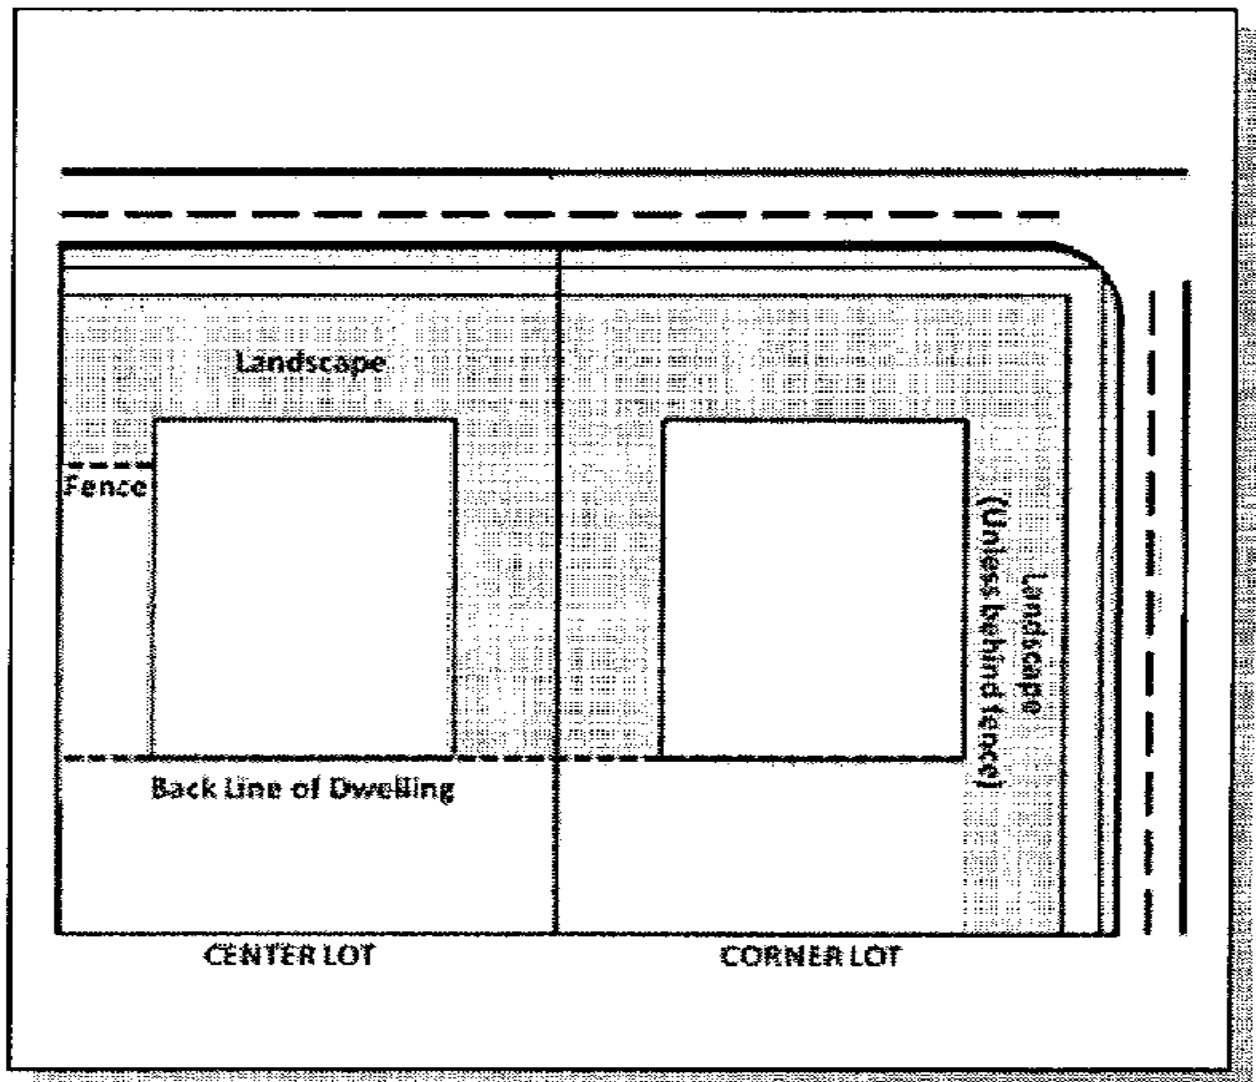 Landscape
Fence
Landscape
(Unless behind fence)
Back Line of Dwelling
CENTER LOT
CORNER LOT